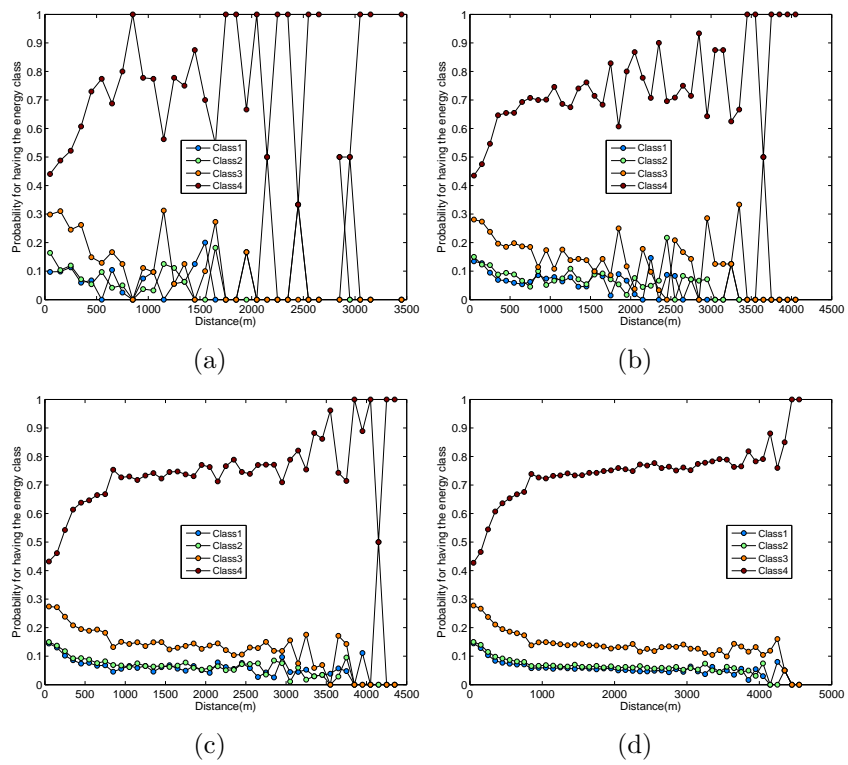 1
0.9
0.8
0.7
0.6
0.5
0.4
0.3
0.2
0.1
0
Probability for having the energy class
Class1
Class2
Class3
Class4
0 500 1000 1500 2000 2500 3000 3500
Distance(m)
(a)
1
0.9
0.8
0.7
0.6
0.5
0.4
0.3
0.2
0.1
0
Probability for having the energy class
Class1
Class2
Class3
Class4
0 500 1000 1500 2000 2500 3000 3500 4000 4500
Distance(m)
(b)
1
0.9
0.8
0.7
0.6
0.5
0.4
0.3
0.2
0.1
0
Probability for having the energy class
Class1
Class2
Class3
Class4
0 500 1000 1500 2000 2500 3000 3500 4000 4500
Distance(m)
(c)
1
0.9
0.8
0.7
0.6
0.5
0.4
0.3
0.2
0.1
0
Probability for having the energy class
Class1
Class2
Class3
Class4
0 1000 2000 3000 4000 5000
Distance(m)
(d)